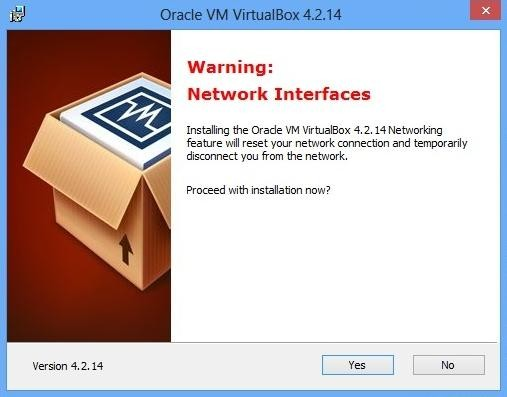 Oracle VM VirtualBox 4.2.14
Warning:
Network Interfaces
Installing the Oracle VM VirtualBox 4.2.14 Networking
feature will reset your network connection and temporarily
disconnect you from the network.
Proceed with installation now?
Version 4.2.14
Yes
No